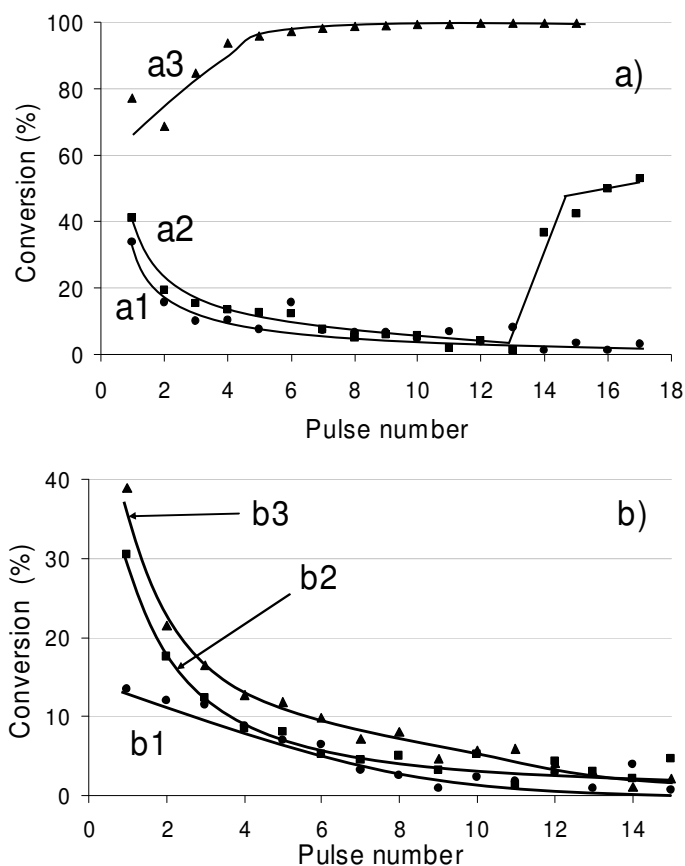 100
80
60
40
20
0
Conversion (%)
a3
a)
a2
a1
0 2 4 6 8 10 12 14 16 18
Pulse number
40
30
20
10
0
Conversion (%)
b3
b)
b2
b1
0 2 4 6 8 10 12 14
Pulse number